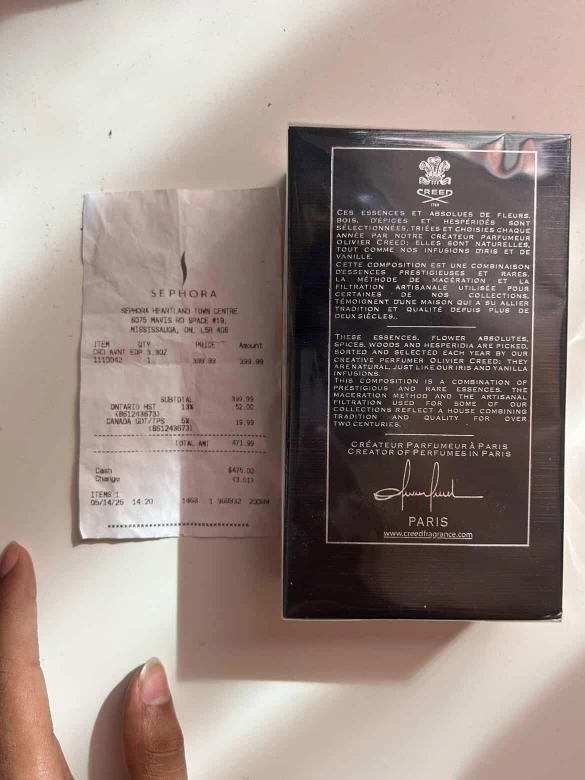 SEPHORA
SEPHORA HEARTLAND TOWN CENTRE
6075 MAVIS RD SPACE #19,
MISSISSAUGA, ON, L5R 4G6
ITEM QTY PRICE Amount
CRD AVNT EDP 3.3OZ
1110042 1 399.99 399.99
SUBTOTAL 399.99
ONTARIO HST 13% 52.00
(861243673)
CANADA GST/TPS 5% 19.99
(861243673)
TOTAL AMT 471.99
Cash $475.00
Change (3.01)
ITEMS 1
05/14/25 14.20 1468
CREED
1760
CES ESSENCES ET ABSOLUES DE FLEURS,
BOIS, D'ÉPICES ET HESPÉRIDÉS SONT
SÉLECTIONNÉES, TRIÉES ET CHOISIES CHAQUE
ANNÉE PAR NOTRE CRÉATEUR PARFUMEUR
OLIVIER CREED; ELLES SONT NATURELLES,
TOUT COMME NOS INFUSIONS D'IRIS ET DE
VANILLE.
CETTE COMPOSITION EST UNE COMBINAISON
D'ESSENCES PRESTIGIEUSES ET RARES.
LA MÉTHODE DE MACÉRATION ET LA
FILTRATION ARTISANALE UTILISÉE POUR
CERTAINES DE NOS COLLECTIONS,
TÉMOIGNENT D'UNE MAISON QUI A SU ALLIER
TRADITION ET QUALITÉ DEPUIS PLUS DE
DEUX SIÈCLES.
THESE ESSENCES, FLOWER ABSOLUTES,
SPICES, WOODS AND HESPERIDIA ARE PICKED,
SORTED AND SELECTED EACH YEAR BY OUR
CREATIVE PERFUMER OLIVIER CREED; THEY
ARE NATURAL, JUST LIKE OUR IRIS AND VANILLA
INFUSIONS.
THIS COMPOSITION IS A COMBINATION OF
PRESTIGIOUS AND RARE ESSENCES. THE
MACERATION METHOD AND THE ARTISANAL
FILTRATION USED FOR SOME OF OUR
COLLECTIONS REFLECT A HOUSE COMBINING
TRADITION AND QUALITY FOR OVER
TWO CENTURIES.
CRÉATEUR PARFUMEUR À PARIS
CREATOR OF PERFUMES IN PARIS
PARIS
www.creedfragrance.com